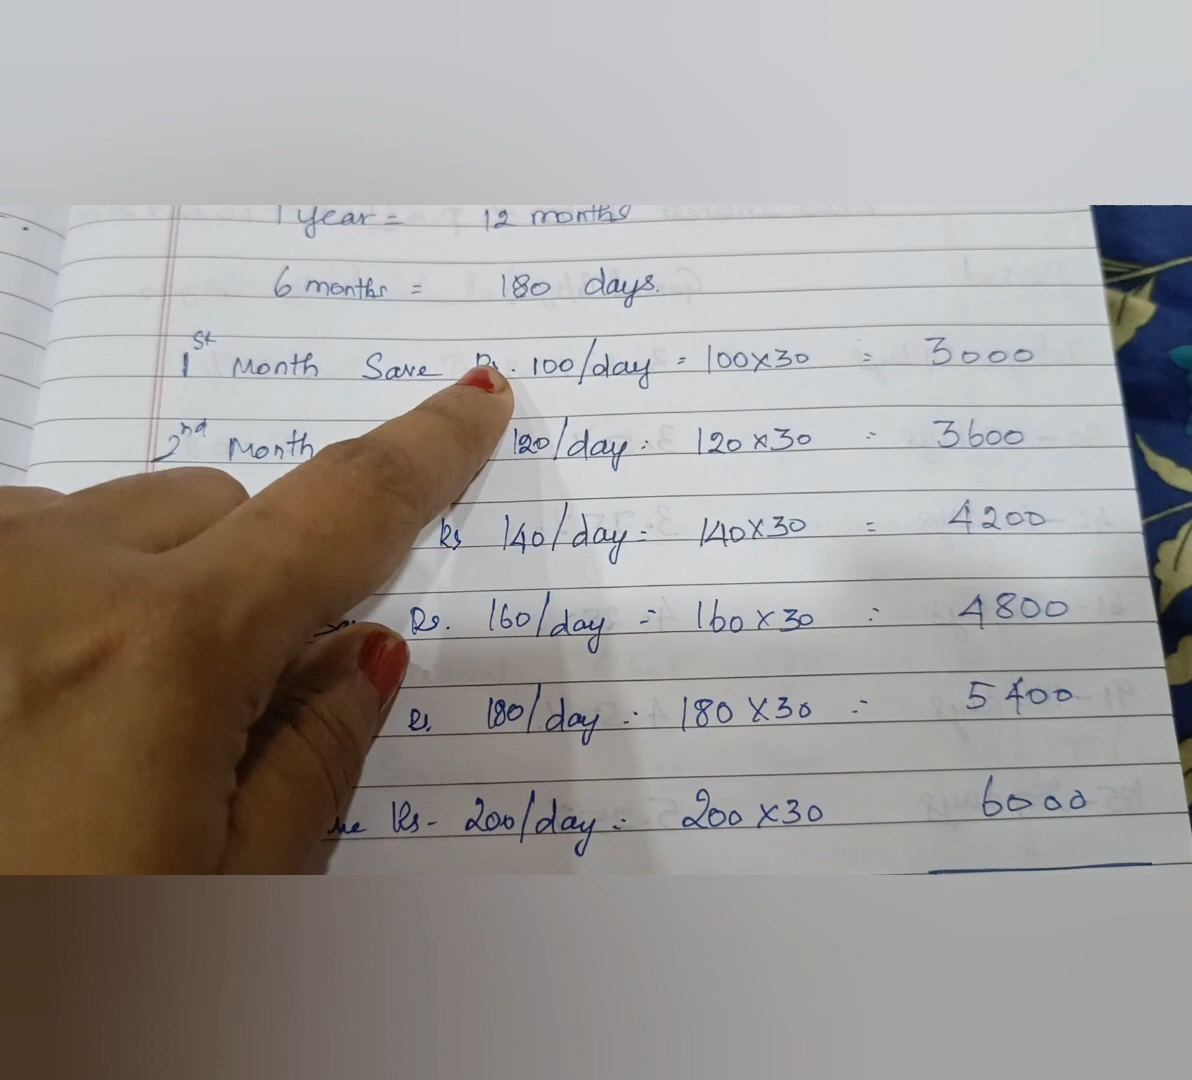 1 year = 12 months
6 months = 180 days.
1st Month Save Rs. 100/day = 100x30 = 3000
2nd Month 120/day = 120x30 = 3600
Rs 140/day = 140x30 = 4200
Rs. 160/day = 160x30 = 4800
Rs. 180/day = 180x30 = 5400
Rs- 200/day = 200x30 6000